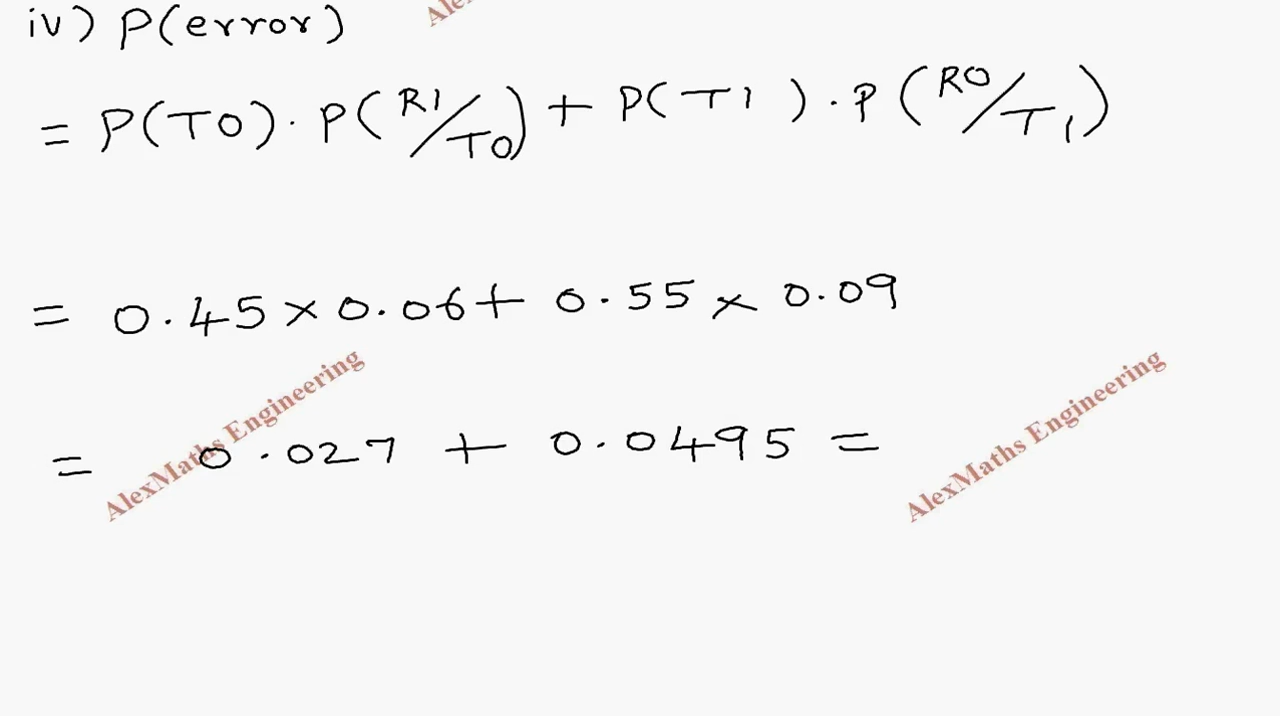 iv) P(error)
= P(T0). P(R1/T0) + P(T1). P(R0/T1)
= 0.45 × 0.06 + 0.55 × 0.09
= 0.027 + 0.0495 =
AlexMaths Engineering
AlexMaths Engineering